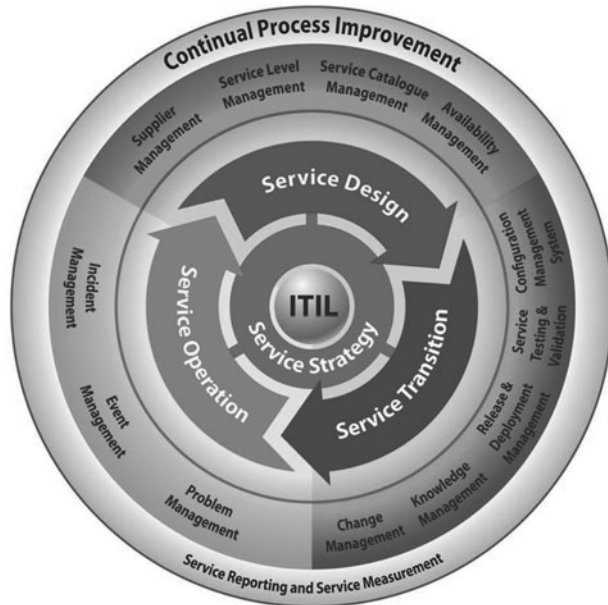 Continual Process Improvement
Supplier
Management
Service Level
Management
Service Catalogue
Management
Availability
Management
Configuration
Management
System
Service
Testing &
Validation
Release &
Deployment
Management
Knowledge
Management
Change
Management
Problem
Management
Event
Management
Incident
Management
Service Design
Service Transition
Service Operation
Service Strategy
ITIL
Service Reporting and Service Measurement